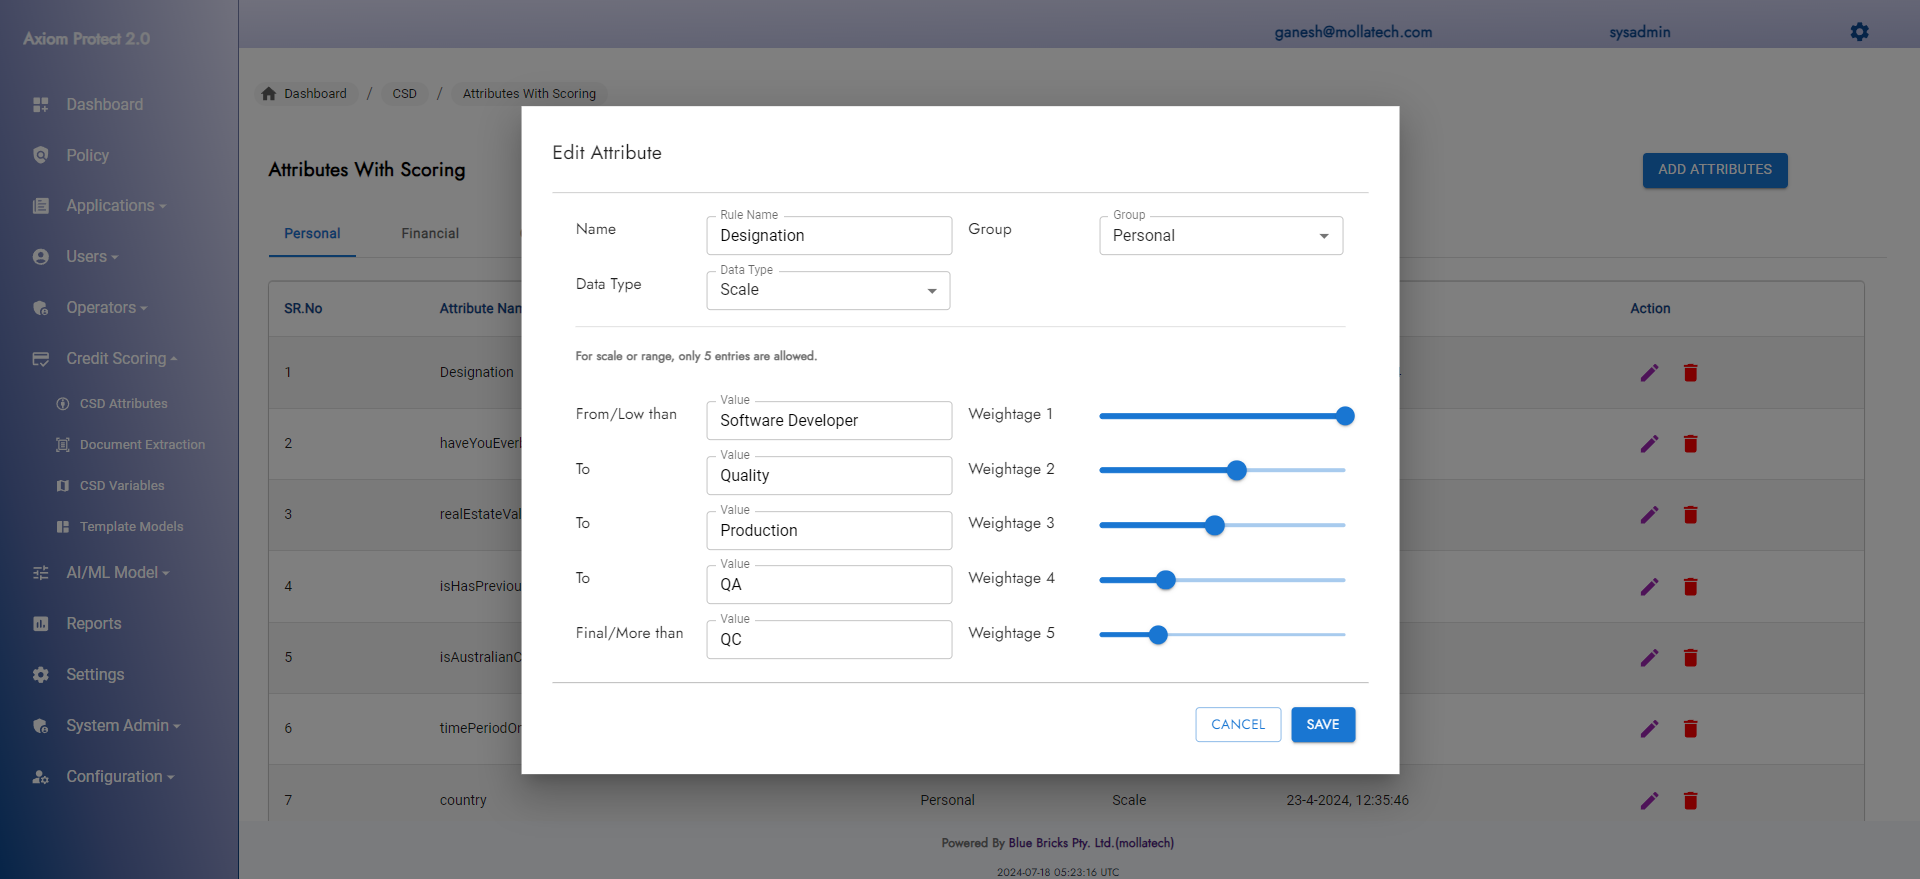 Axiom Protect 2.0
ganesh@mollatech.com
sysadmin
Dashboard
Policy
Applications
Users
Operators
Credit Scoring
CSD Attributes
Document Extraction
CSD Variables
Template Models
AI/ML Model
Reports
Settings
System Admin
Configuration
Dashboard / CSD / Attributes With Scoring
Attributes With Scoring
ADD ATTRIBUTES
Personal
Financial
SR.No
Attribute Nam
Action
1 Designation
2 haveYouEverl
3 realEstateVal
4 isHasPreviou
5 isAustralianC
6 timePeriodOr
7 country Personal Scale 23-4-2024, 12:35:46
Edit Attribute
Name
Rule Name
Designation
Group
Group
Personal
Data Type
Data Type
Scale
For scale or range, only 5 entries are allowed.
From/Low than
Value
Software Developer
Weightage 1
To
Value
Quality
Weightage 2
To
Value
Production
Weightage 3
To
Value
QA
Weightage 4
Final/More than
Value
QC
Weightage 5
CANCEL
SAVE
Powered By Blue Bricks Pty. Ltd.(mollatech)
2024-07-18 05:23:16 UTC